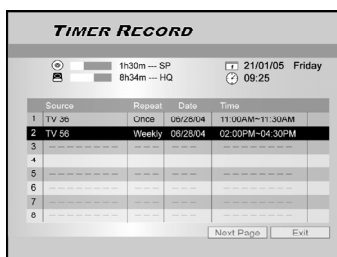 TIMER RECORD
1h30m --- SP
8h34m --- HQ
21/01/05 Friday
09:25
Source Repeat Date Time
1 TV 36 Once 06/28/04 11:00AM~11:30AM
2 TV 56 Weekly 06/28/04 02:00PM~04:30PM
3 -------- ---- --- --------
4 -------- ---- --- --------
5 -------- ---- --- --------
6 -------- ---- --- --------
7 -------- ---- --- --------
8 -------- ---- --- --------
Next Page Exit